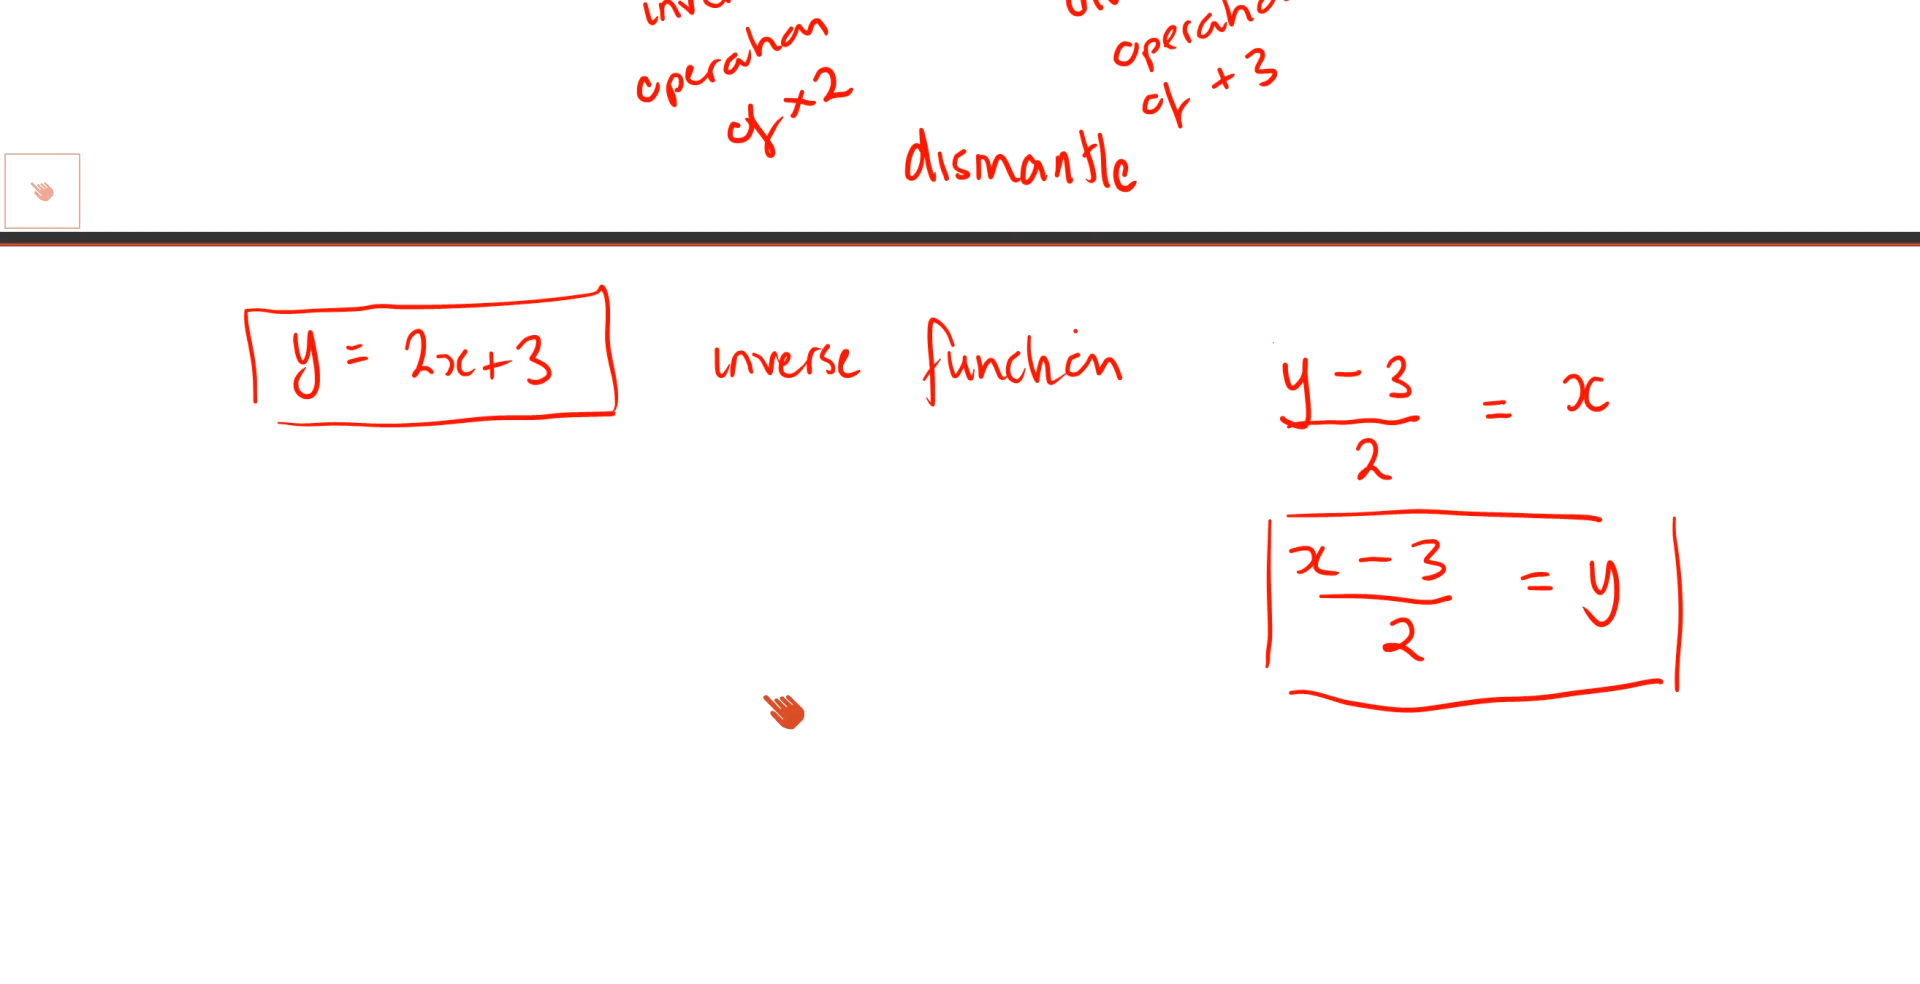 operation
of ×2
operation
of +3
dismantle
y = 2x+3
inverse function
y - 3 / 2 = x
x - 3 / 2 = y